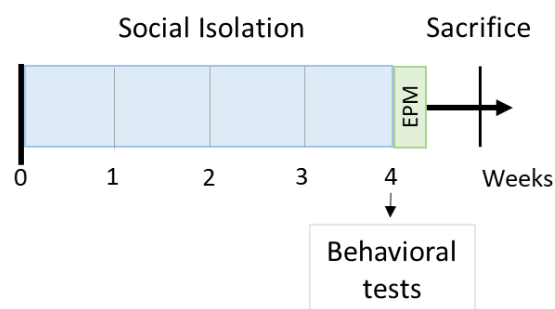 Social Isolation
Sacrifice
EPM
0 1 2 3 4 Weeks
Behavioral
tests